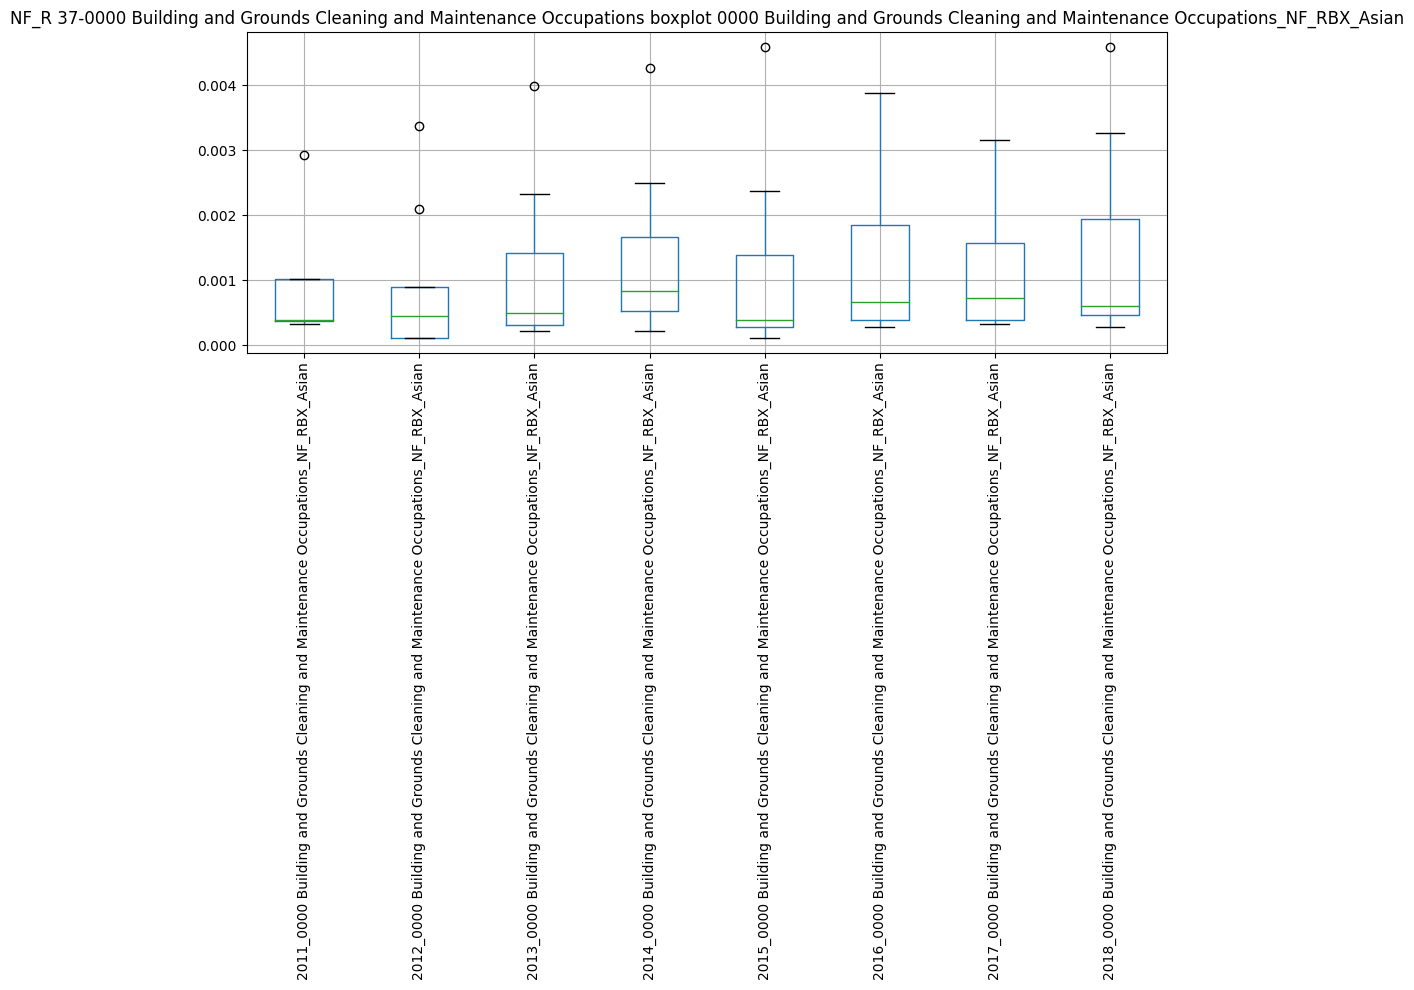 NF_R 37-0000 Building and Grounds Cleaning and Maintenance Occupations boxplot 0000 Building and Grounds Cleaning and Maintenance Occupations_NF_RBX_Asian
0.004
0.003
0.002
0.001
0.000
2011_0000 Building and Grounds Cleaning and Maintenance Occupations_NF_RBX_Asian
2012_0000 Building and Grounds Cleaning and Maintenance Occupations_NF_RBX_Asian
2013_0000 Building and Grounds Cleaning and Maintenance Occupations_NF_RBX_Asian
2014_0000 Building and Grounds Cleaning and Maintenance Occupations_NF_RBX_Asian
2015_0000 Building and Grounds Cleaning and Maintenance Occupations_NF_RBX_Asian
2016_0000 Building and Grounds Cleaning and Maintenance Occupations_NF_RBX_Asian
2017_0000 Building and Grounds Cleaning and Maintenance Occupations_NF_RBX_Asian
2018_0000 Building and Grounds Cleaning and Maintenance Occupations_NF_RBX_Asian